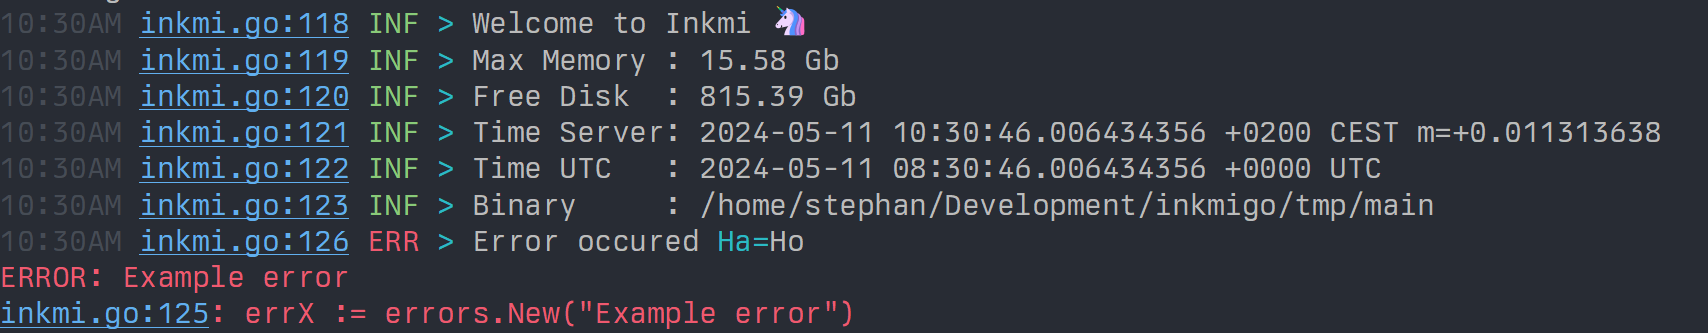 10:30AM inkmi.go:118 INF > Welcome to Inkmi 🦄
10:30AM inkmi.go:119 INF > Max Memory : 15.58 Gb
10:30AM inkmi.go:120 INF > Free Disk  : 815.39 Gb
10:30AM inkmi.go:121 INF > Time Server: 2024-05-11 10:30:46.006434356 +0200 CEST m=+0.011313638
10:30AM inkmi.go:122 INF > Time UTC   : 2024-05-11 08:30:46.006434356 +0000 UTC
10:30AM inkmi.go:123 INF > Binary     : /home/stephan/Development/inkmigo/tmp/main
10:30AM inkmi.go:126 ERR > Error occured Ha=Ho
ERROR: Example error
inkmi.go:125: errX := errors.New("Example error")